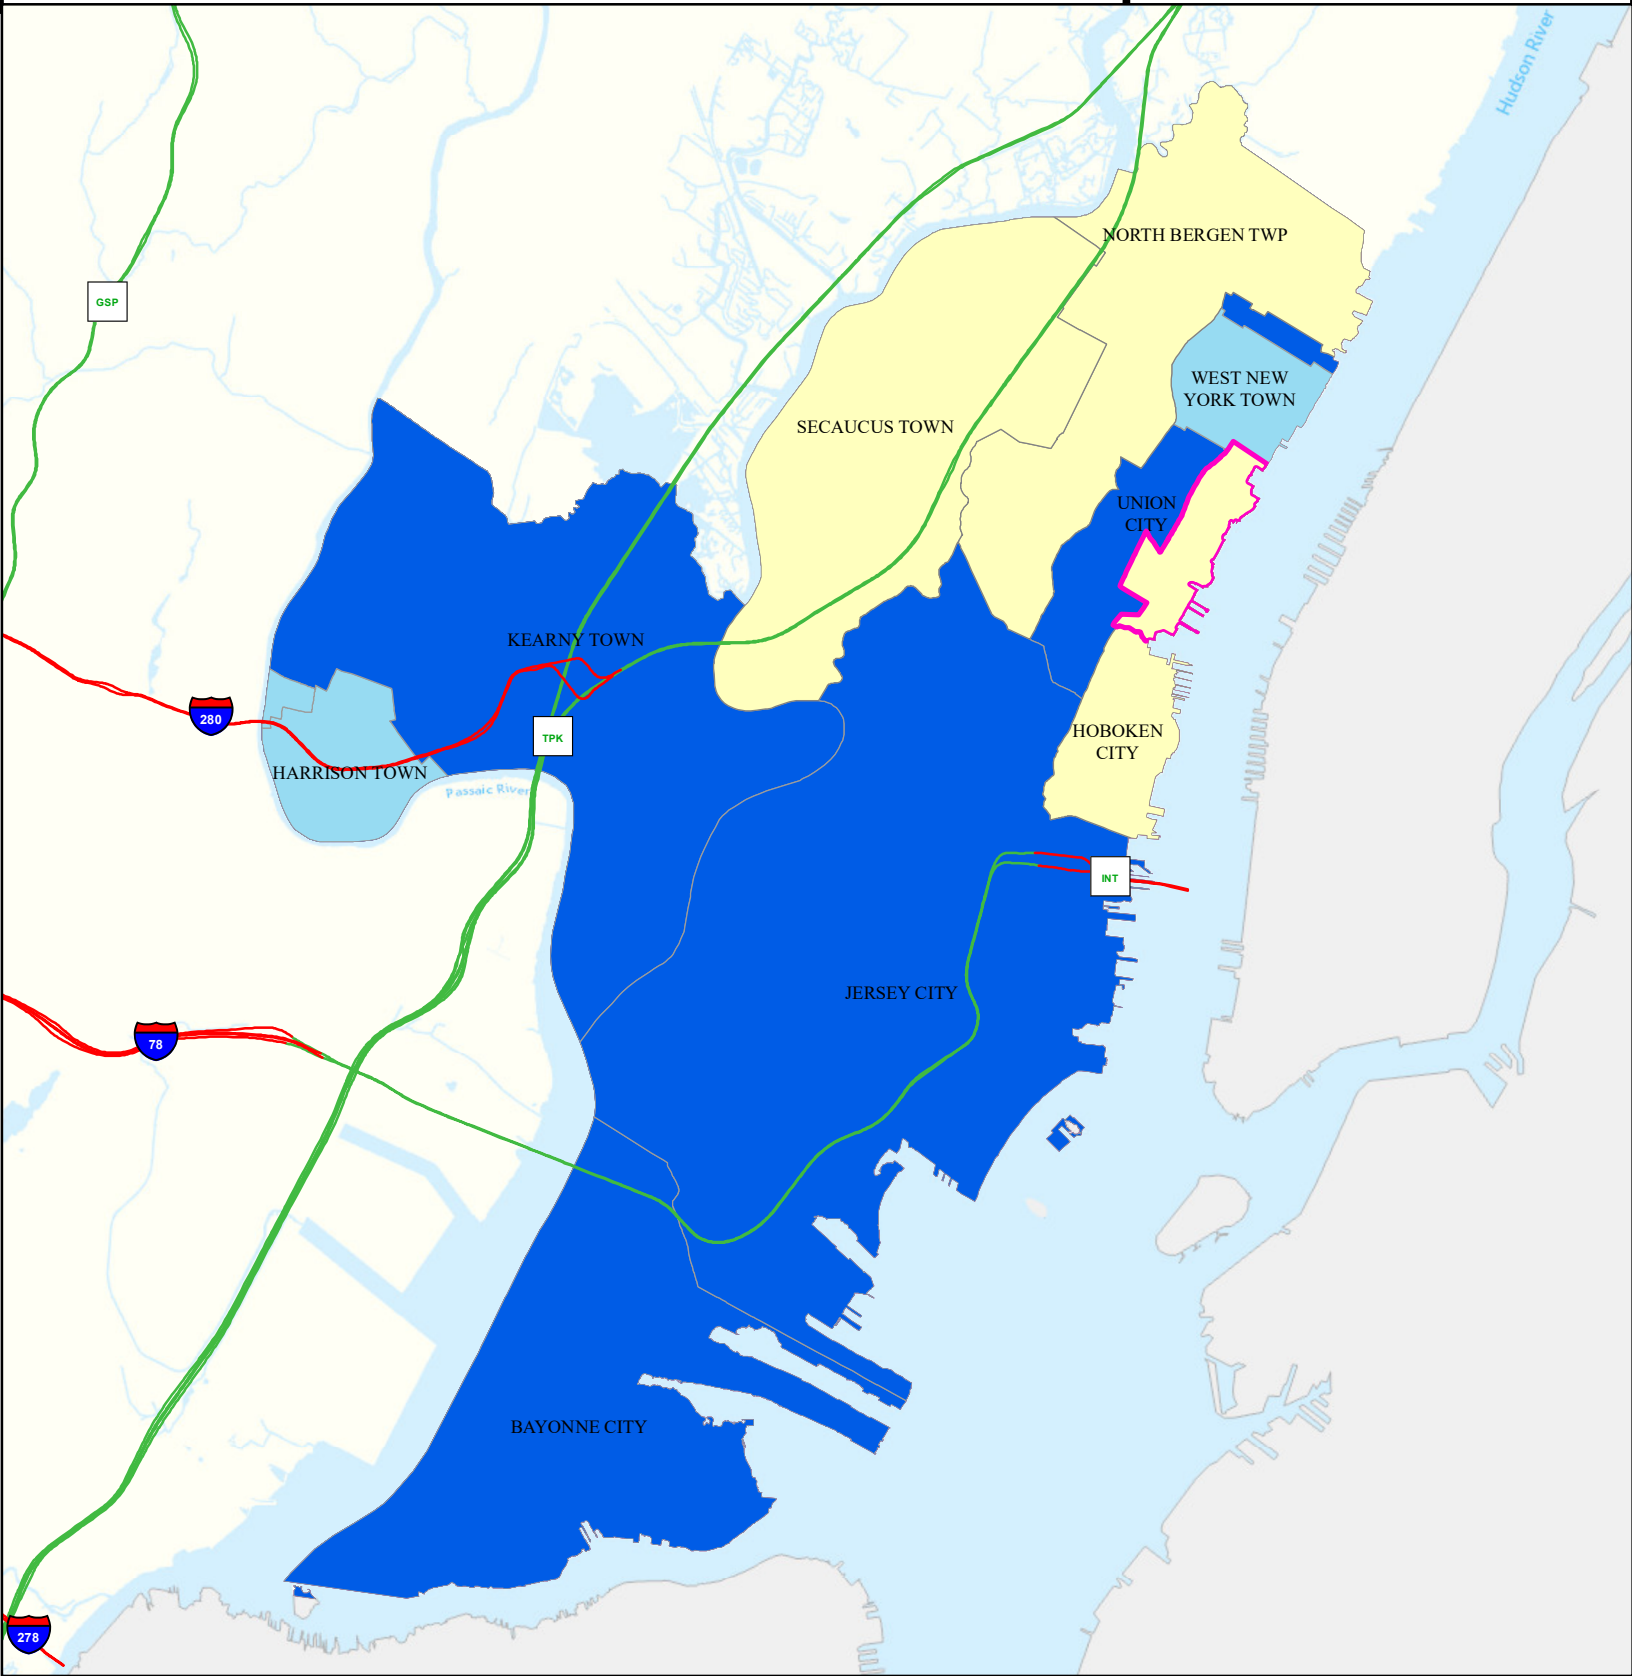 Hudson River
NORTH BERGEN TWP
GSP
WEST NEW
YORK TOWN
SECAUCUS TOWN
UNION
CITY
KEARNY TOWN
280
TPK
HOBOKEN
CITY
HARRISON TOWN
Passaic River
INT
JERSEY CITY
78
BAYONNE CITY
278